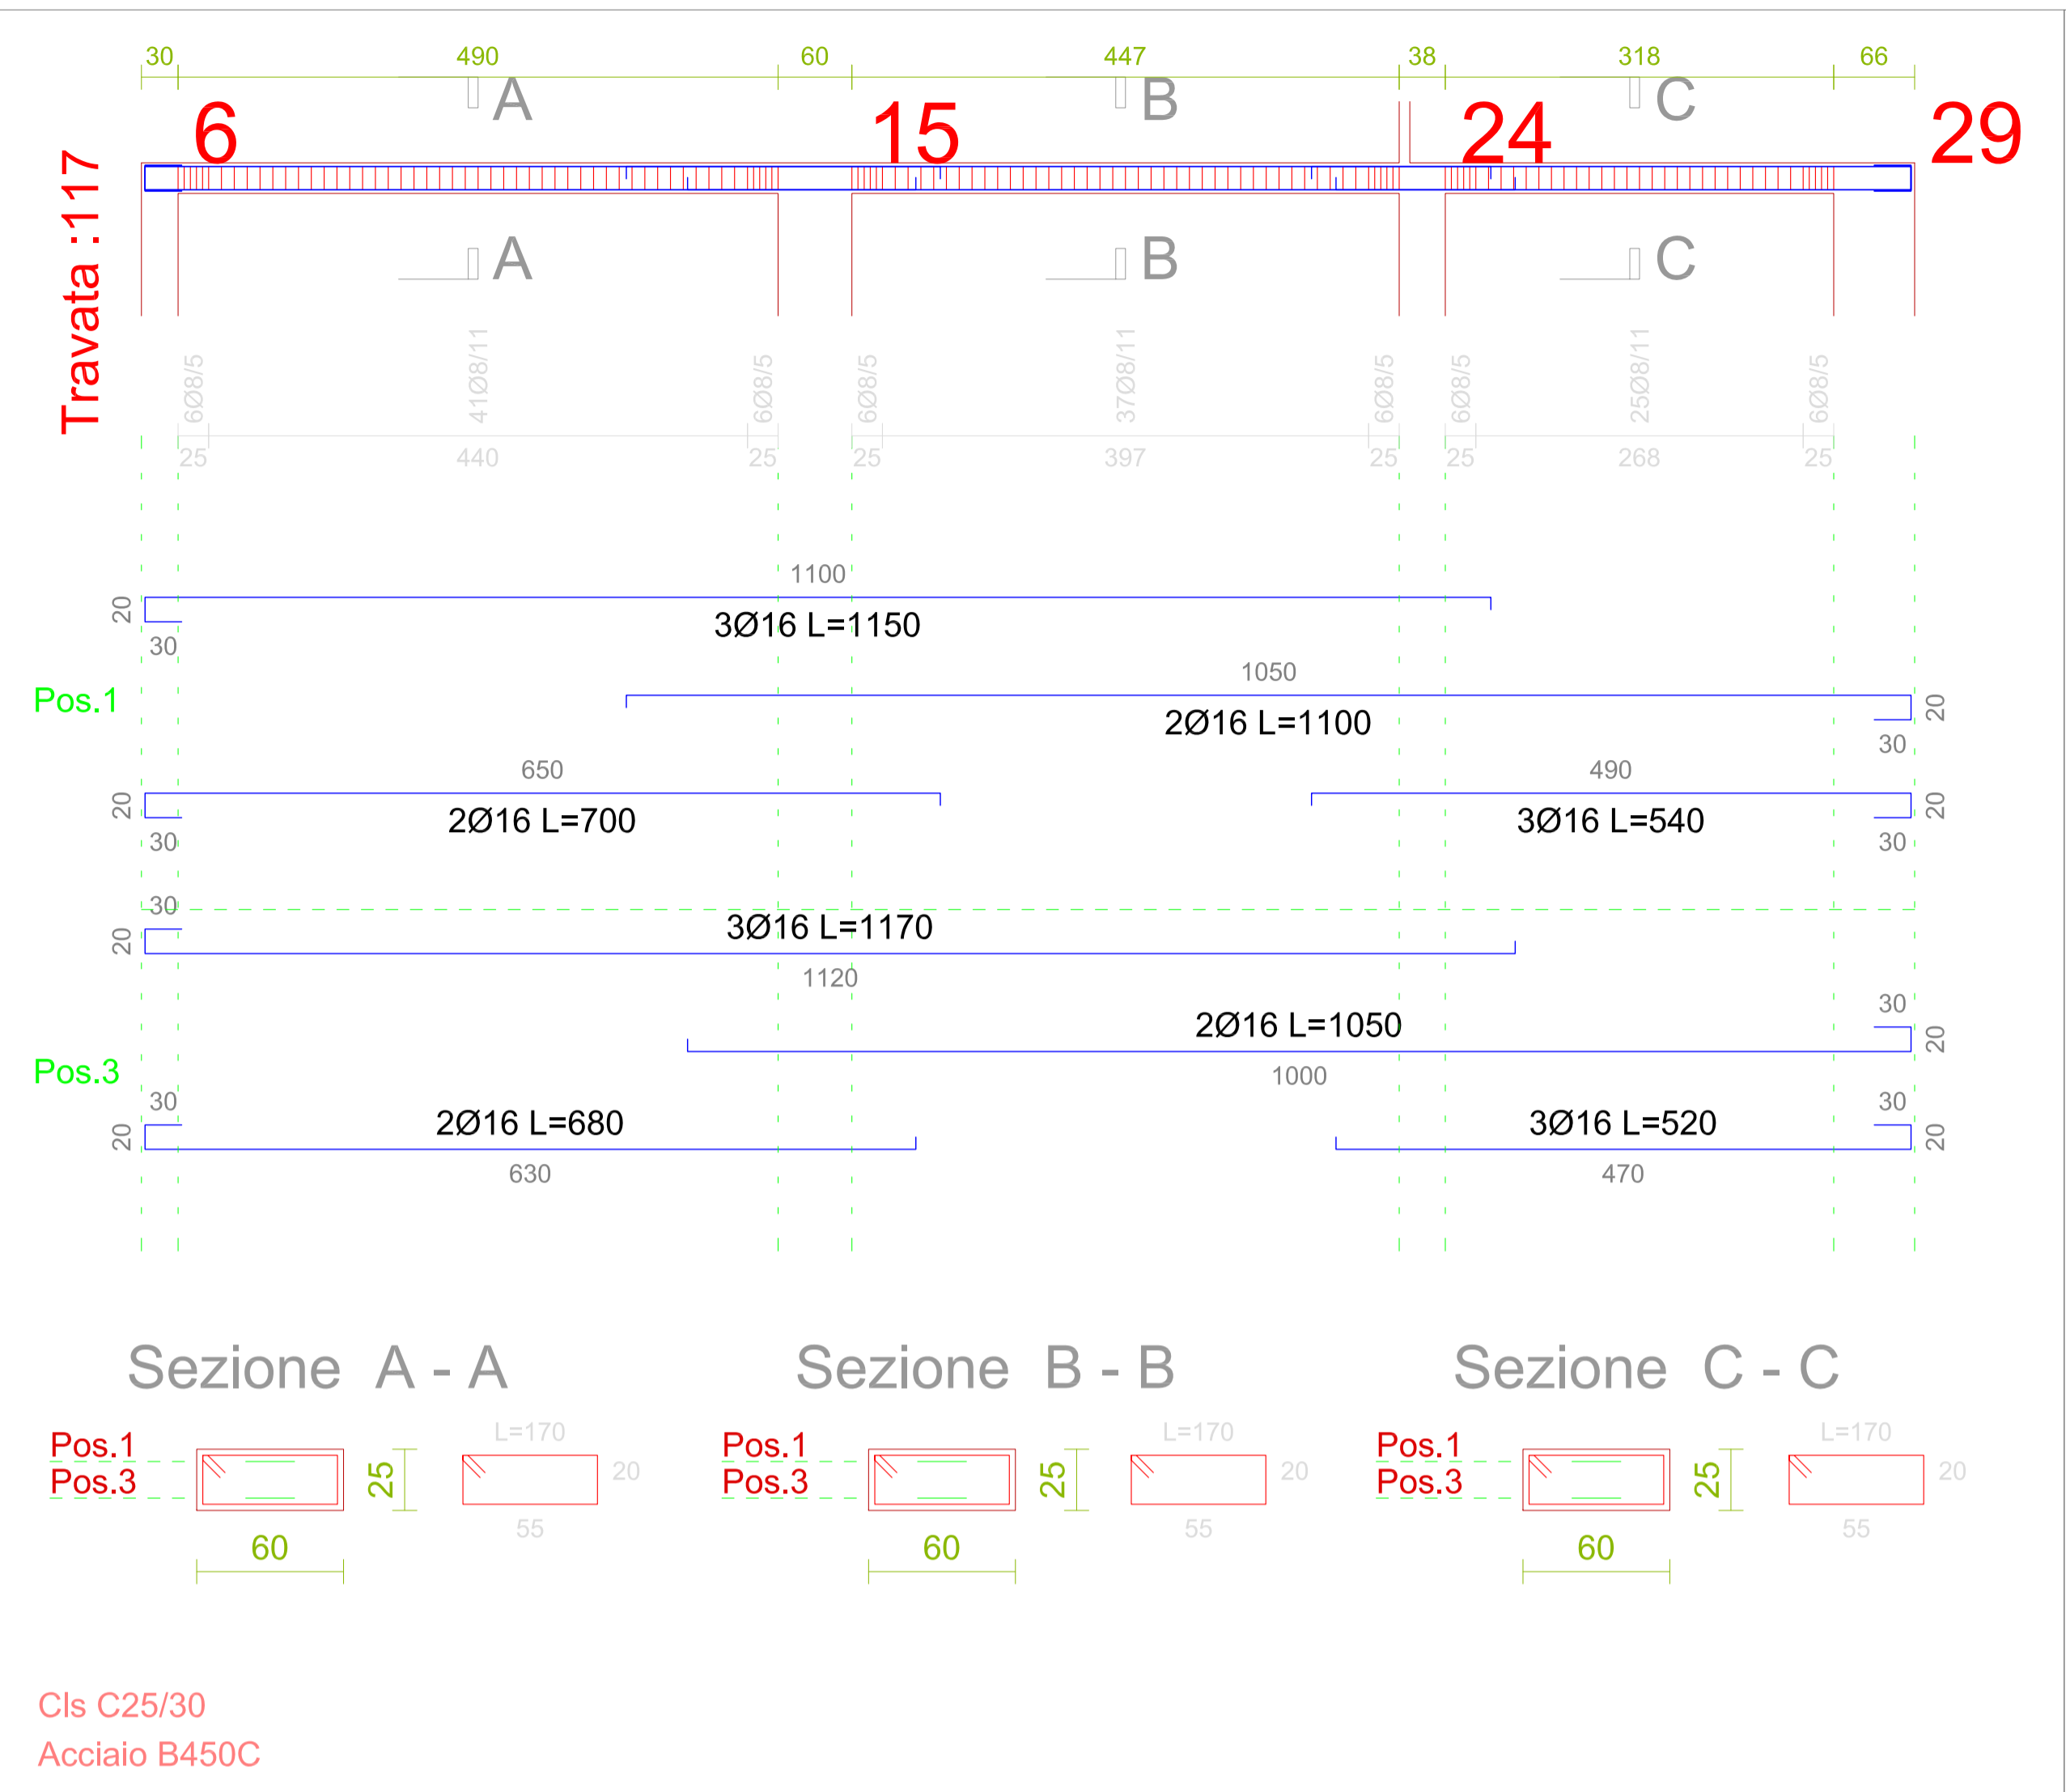 30 490 60 447 38 318 66
A B C
6 15 24 29
Travata :117
A B C
6Ø8/5 41Ø8/11 6Ø8/5 6Ø8/5 37Ø8/11 6Ø8/5 6Ø8/5 25Ø8/11 6Ø8/5
25 440 25 25 397 25 25 268 25
1100
20 3Ø16 L=1150
30
1050
Pos.1 2Ø16 L=1100 20
30
650 490
20 2Ø16 L=700 3Ø16 L=540 20
30 30
30
20 3Ø16 L=1170
1120
30
2Ø16 L=1050 20
Pos.3 1000
30 30
20 2Ø16 L=680 3Ø16 L=520 20
630 470
Sezione A - A Sezione B - B Sezione C - C
L=170 L=170 L=170
Pos.1 Pos.1 Pos.1
Pos.3 25 20 Pos.3 25 20 Pos.3 25 20
55 55 55
60 60 60
Cls C25/30
Acciaio B450C